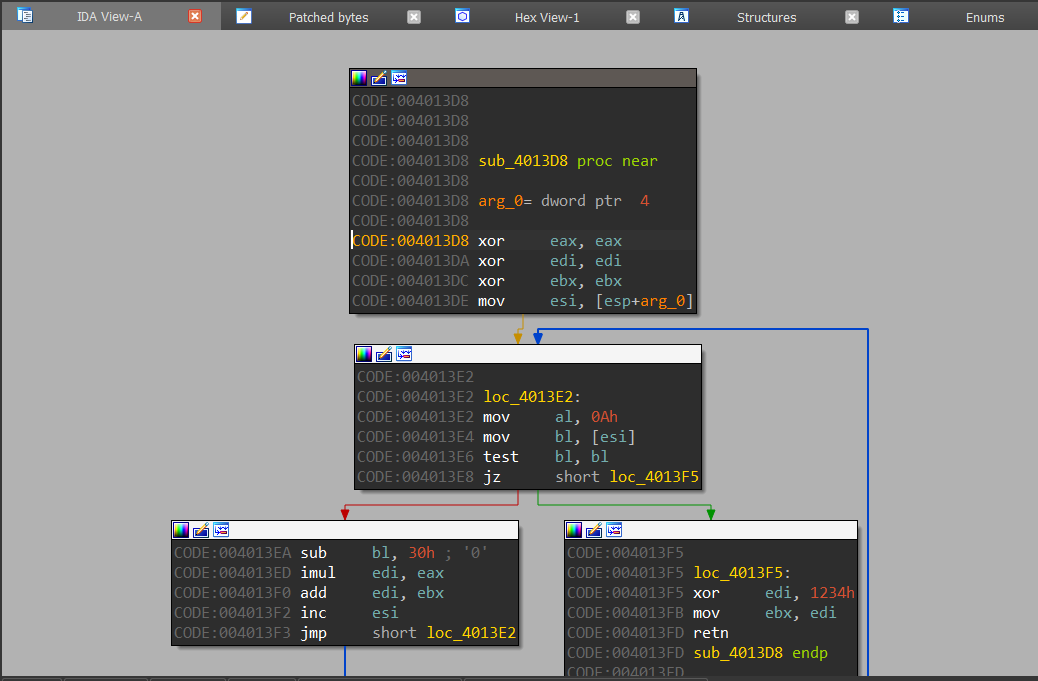 IDA View-A Patched bytes Hex View-1 Structures Enums
CODE:004013D8
CODE:004013D8
CODE:004013D8
CODE:004013D8 sub_4013D8 proc near
CODE:004013D8
CODE:004013D8 arg_0= dword ptr  4
CODE:004013D8
CODE:004013D8 xor     eax, eax
CODE:004013DA xor     edi, edi
CODE:004013DC xor     ebx, ebx
CODE:004013DE mov     esi, [esp+arg_0]
CODE:004013E2
CODE:004013E2 loc_4013E2:
CODE:004013E2 mov     al, 0Ah
CODE:004013E4 mov     bl, [esi]
CODE:004013E6 test    bl, bl
CODE:004013E8 jz      short loc_4013F5
CODE:004013EA sub     bl, 30h ; '0'
CODE:004013ED imul    edi, eax
CODE:004013F0 add     edi, ebx
CODE:004013F2 inc     esi
CODE:004013F3 jmp     short loc_4013E2
CODE:004013F5
CODE:004013F5 loc_4013F5:
CODE:004013F5 xor     edi, 1234h
CODE:004013FB mov     ebx, edi
CODE:004013FD retn
CODE:004013FD sub_4013D8 endp
CODE:004013FD